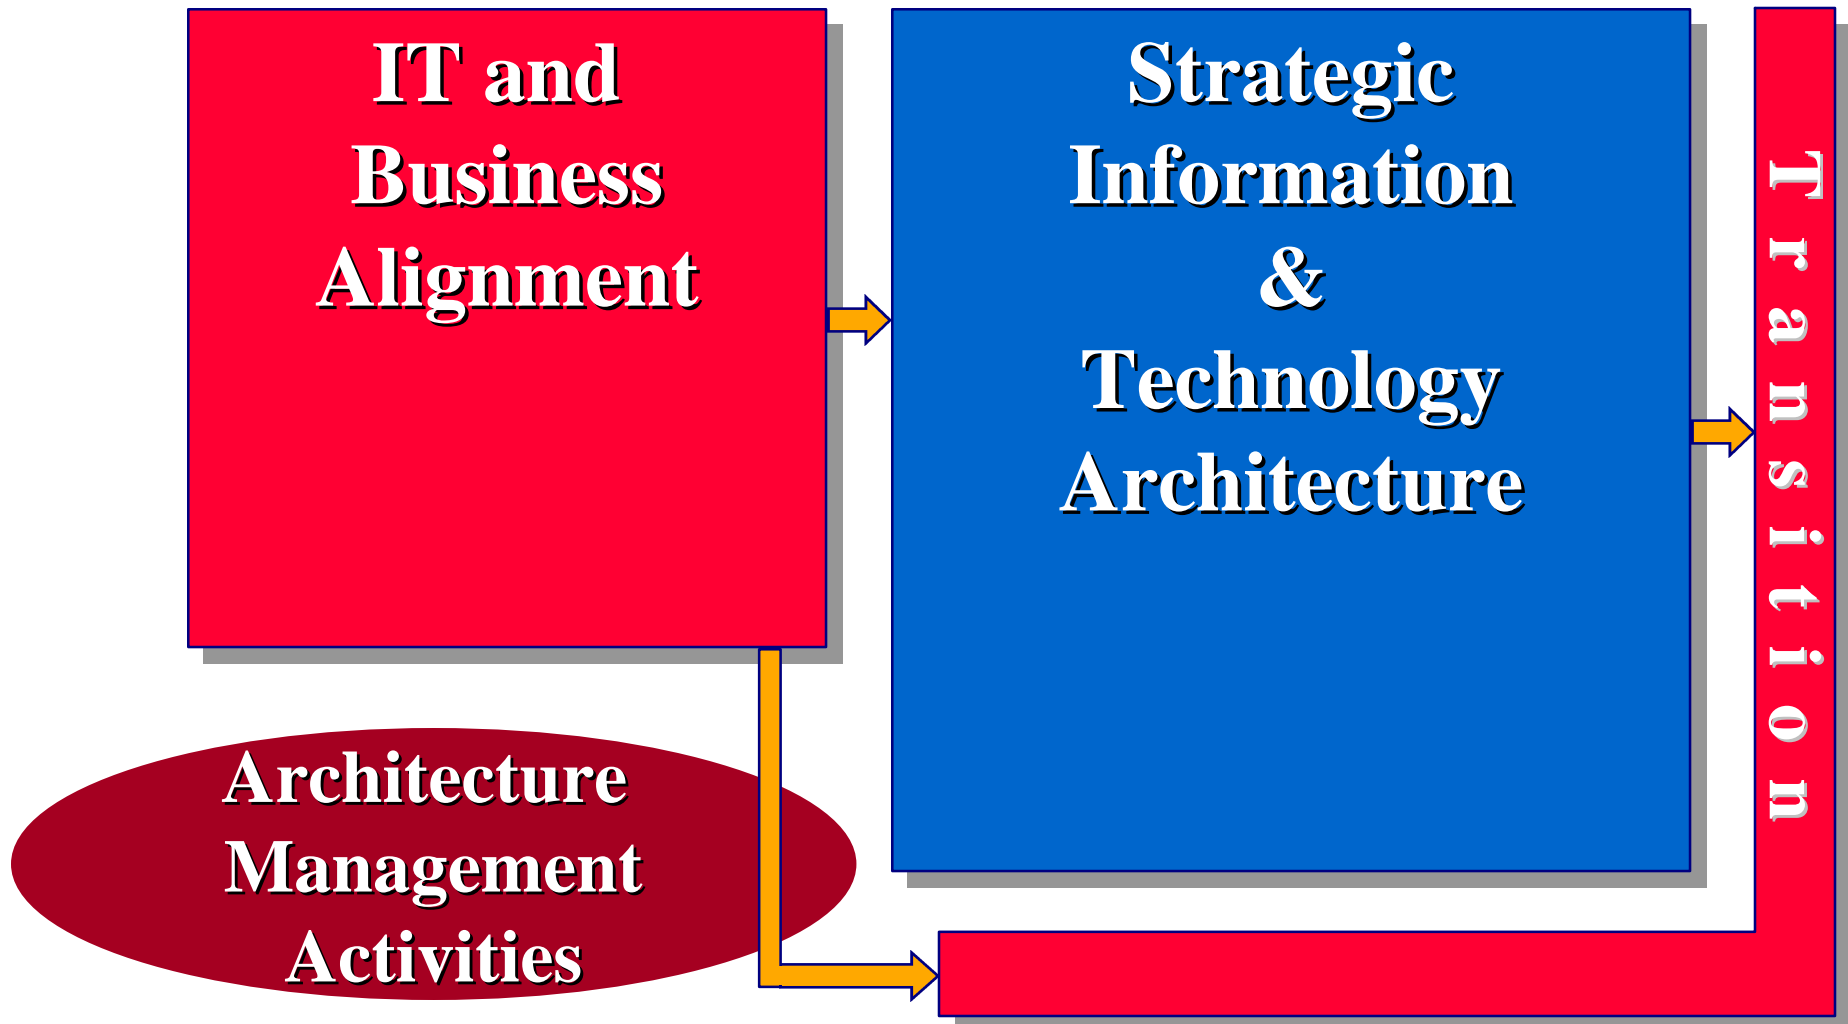 IT and
Business
Alignment
Strategic
Information
&
Technology
Architecture
Transition
Architecture
Management
Activities